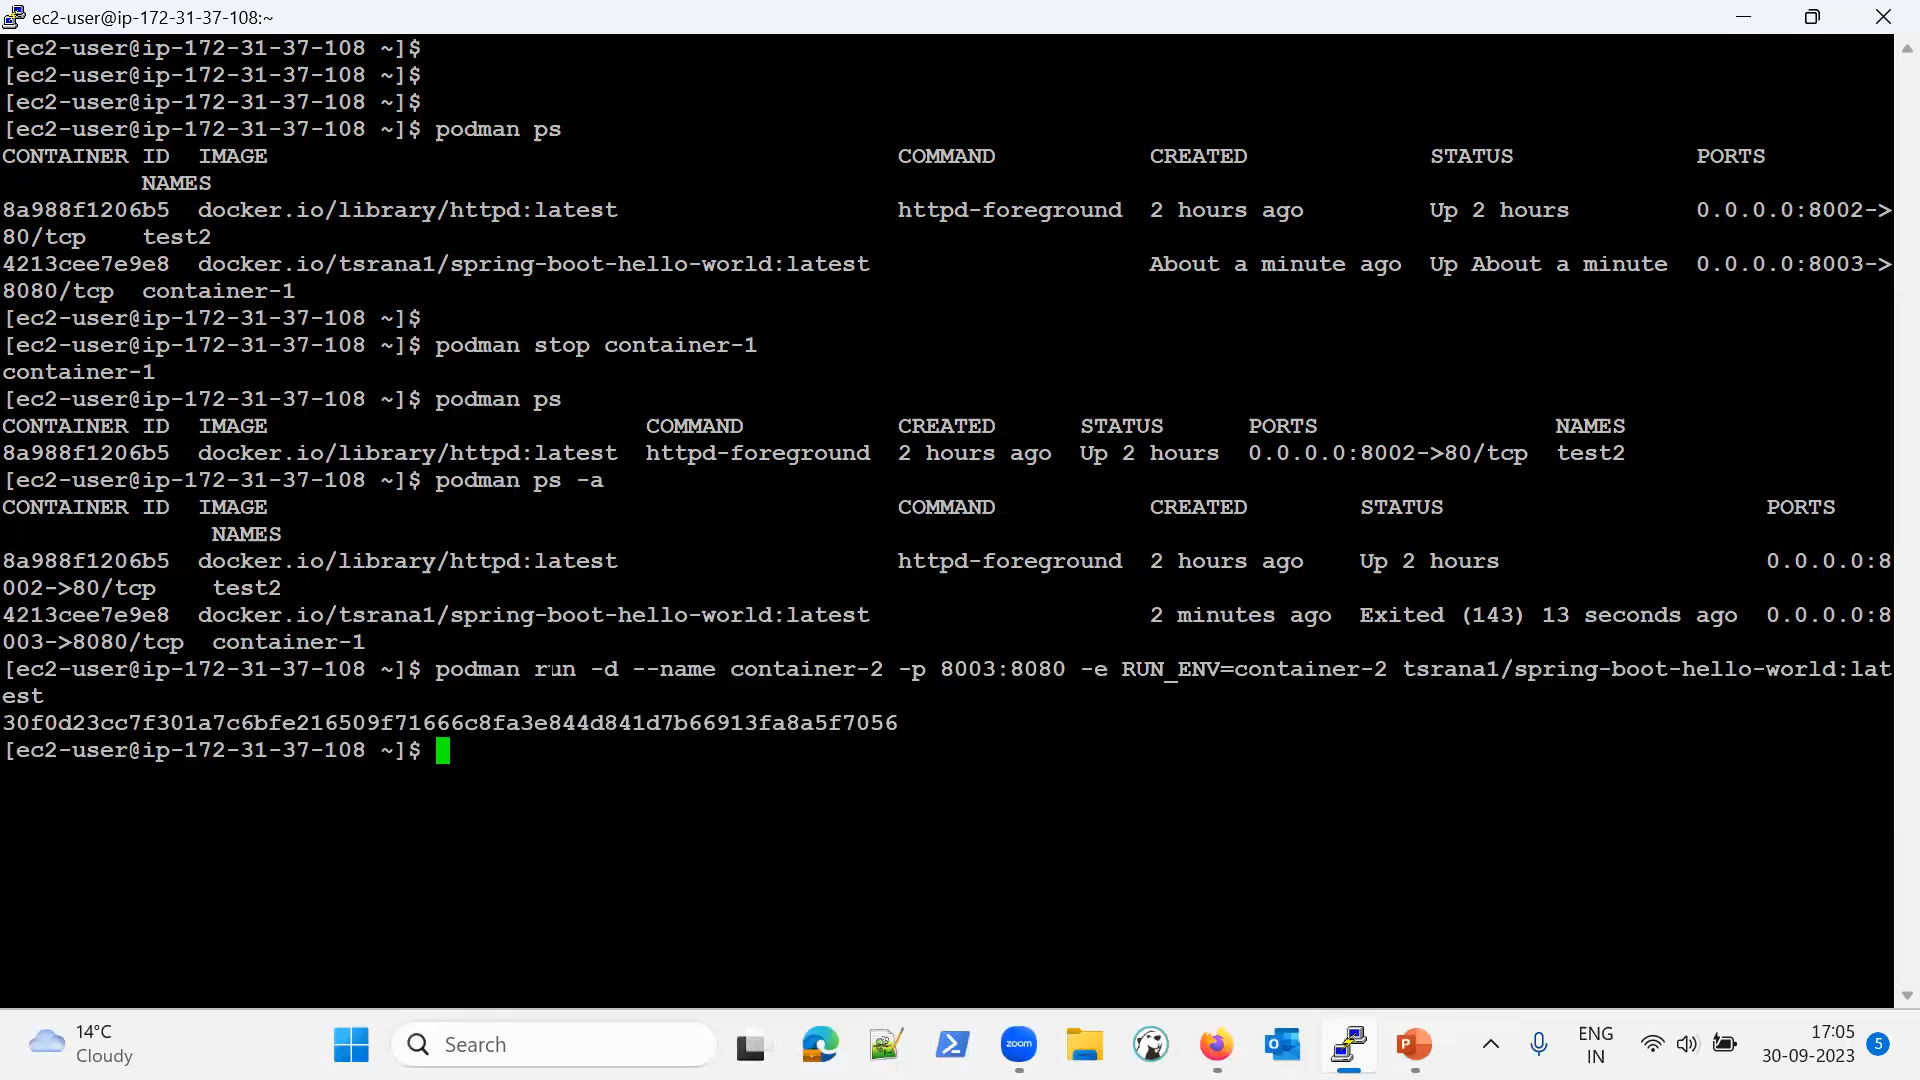 ec2-user@ip-172-31-37-108:~
[ec2-user@ip-172-31-37-108 ~]$
[ec2-user@ip-172-31-37-108 ~]$
[ec2-user@ip-172-31-37-108 ~]$
[ec2-user@ip-172-31-37-108 ~]$ podman ps
CONTAINER ID  IMAGE  COMMAND  CREATED  STATUS  PORTS
NAMES
8a988f1206b5  docker.io/library/httpd:latest  httpd-foreground  2 hours ago  Up 2 hours  0.0.0.0:8002->
80/tcp  test2
4213cee7e9e8  docker.io/tsrana1/spring-boot-hello-world:latest  About a minute ago  Up About a minute  0.0.0.0:8003->
8080/tcp  container-1
[ec2-user@ip-172-31-37-108 ~]$
[ec2-user@ip-172-31-37-108 ~]$ podman stop container-1
container-1
[ec2-user@ip-172-31-37-108 ~]$ podman ps
CONTAINER ID  IMAGE  COMMAND  CREATED  STATUS  PORTS  NAMES
8a988f1206b5  docker.io/library/httpd:latest  httpd-foreground  2 hours ago  Up 2 hours  0.0.0.0:8002->80/tcp  test2
[ec2-user@ip-172-31-37-108 ~]$ podman ps -a
CONTAINER ID  IMAGE  COMMAND  CREATED  STATUS  PORTS
NAMES
8a988f1206b5  docker.io/library/httpd:latest  httpd-foreground  2 hours ago  Up 2 hours  0.0.0.0:8
002->80/tcp  test2
4213cee7e9e8  docker.io/tsrana1/spring-boot-hello-world:latest  2 minutes ago  Exited (143) 13 seconds ago  0.0.0.0:8
003->8080/tcp  container-1
[ec2-user@ip-172-31-37-108 ~]$ podman run -d --name container-2 -p 8003:8080 -e RUN_ENV=container-2 tsrana1/spring-boot-hello-world:lat
est
30f0d23cc7f301a7c6bfe216509f71666c8fa3e844d841d7b66913fa8a5f7056
[ec2-user@ip-172-31-37-108 ~]$
14°C
Cloudy
Search
zoom
ENG
IN
17:05
30-09-2023
5